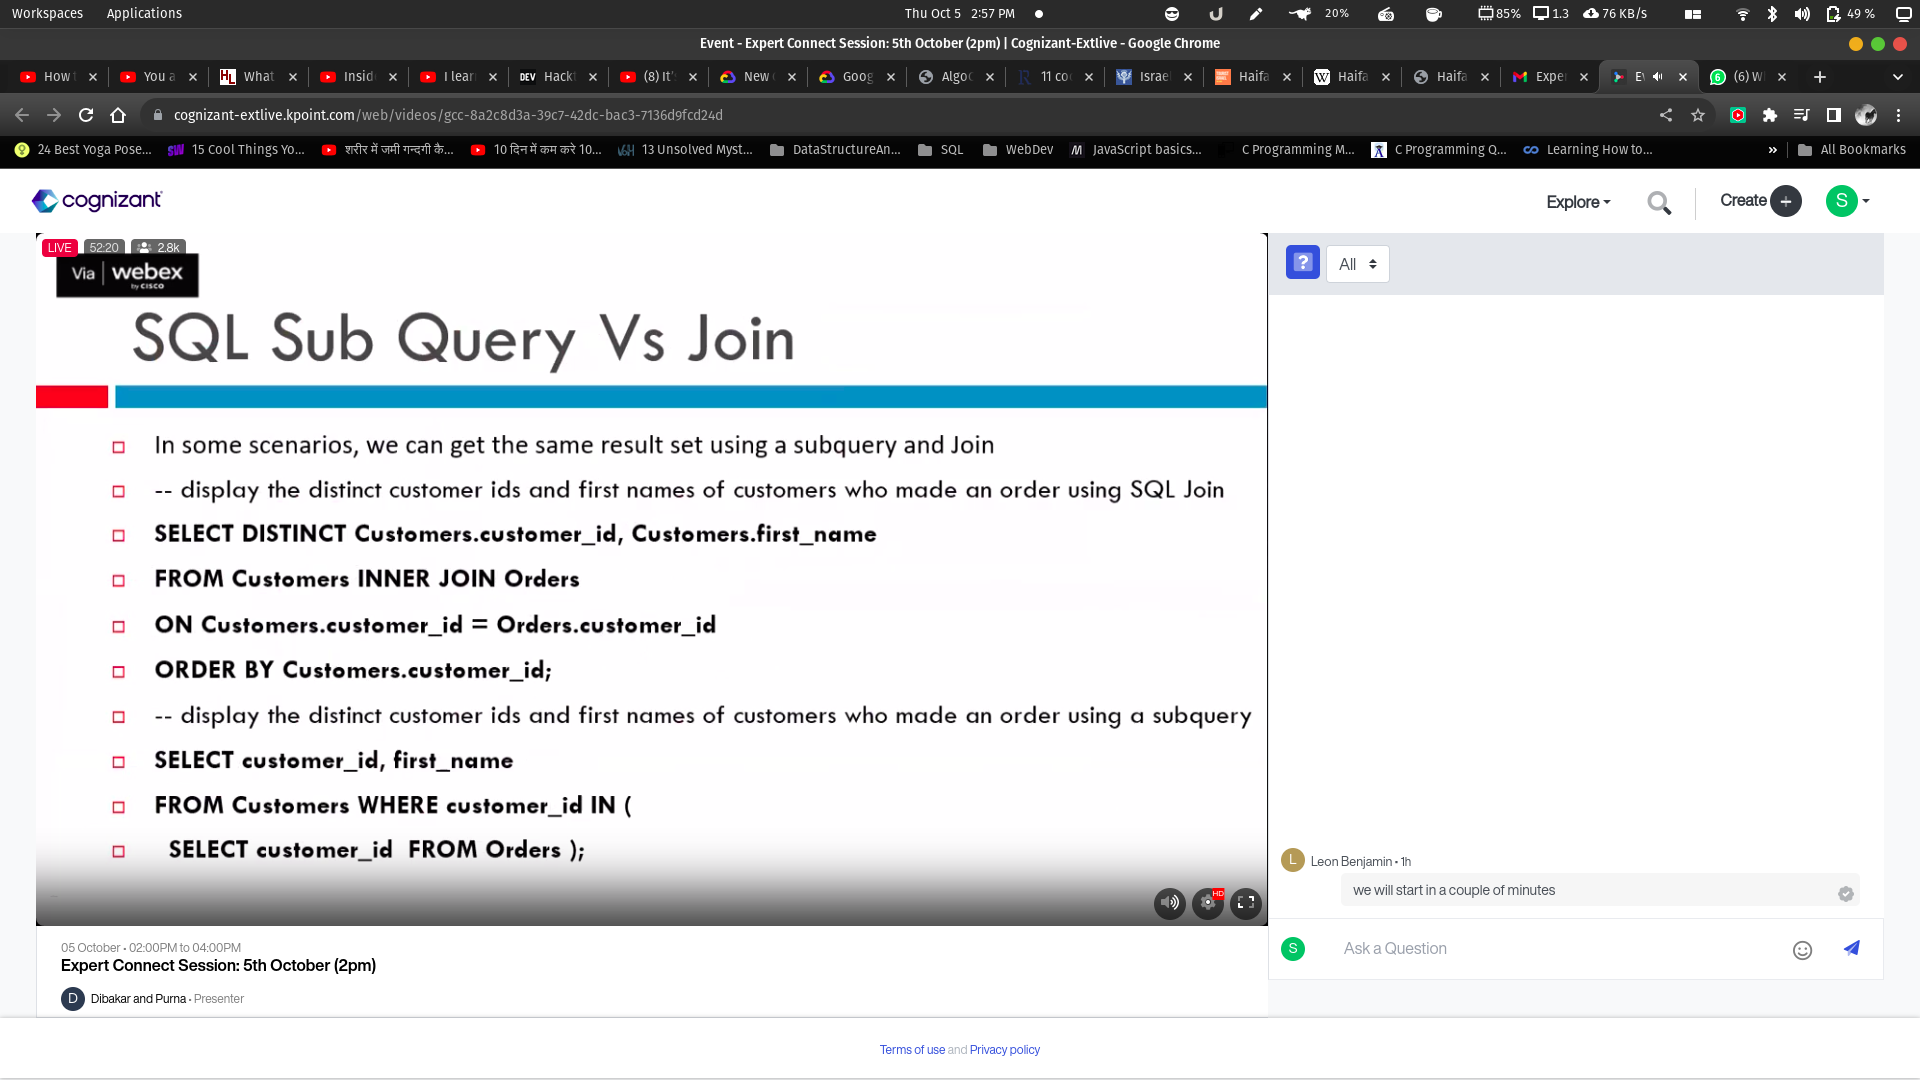 Workspaces Applications Thu Oct 5 2:57 PM 20% 85% 1.3 76 KB/s 49 %
Event - Expert Connect Session: 5th October (2pm) | Cognizant-Extlive - Google Chrome
How You a What Insid I lear DEV Hack (8) It' New Goog AlgoC 11 co Israe Haifa Haifa Haifa Exper (6) W
cognizant-extlive.kpoint.com/web/videos/gcc-8a2c8d3a-39c7-42dc-bac3-7136d9fcd24d
24 Best Yoga Pose... 15 Cool Things Yo... शरीर में जमी गन्दगी कै... 10 दिन में कम करे 10... 13 Unsolved Myst... DataStructureAn... SQL WebDev JavaScript basics... C Programming M... C Programming Q... Learning How to... » All Bookmarks
cognizant Explore Create + S
LIVE 52:20 2.8k
Via webex
by CISCO
? All
SQL Sub Query Vs Join
In some scenarios, we can get the same result set using a subquery and Join
-- display the distinct customer ids and first names of customers who made an order using SQL Join
SELECT DISTINCT Customers.customer_id, Customers.first_name
FROM Customers INNER JOIN Orders
ON Customers.customer_id = Orders.customer_id
ORDER BY Customers.customer_id;
-- display the distinct customer ids and first names of customers who made an order using a subquery
SELECT customer_id, first_name
FROM Customers WHERE customer_id IN (
SELECT customer_id FROM Orders );
HD
L Leon Benjamin • 1h
we will start in a couple of minutes
S Ask a Question
05 October • 02:00PM to 04:00PM
Expert Connect Session: 5th October (2pm)
D Dibakar and Purna • Presenter
Terms of use and Privacy policy